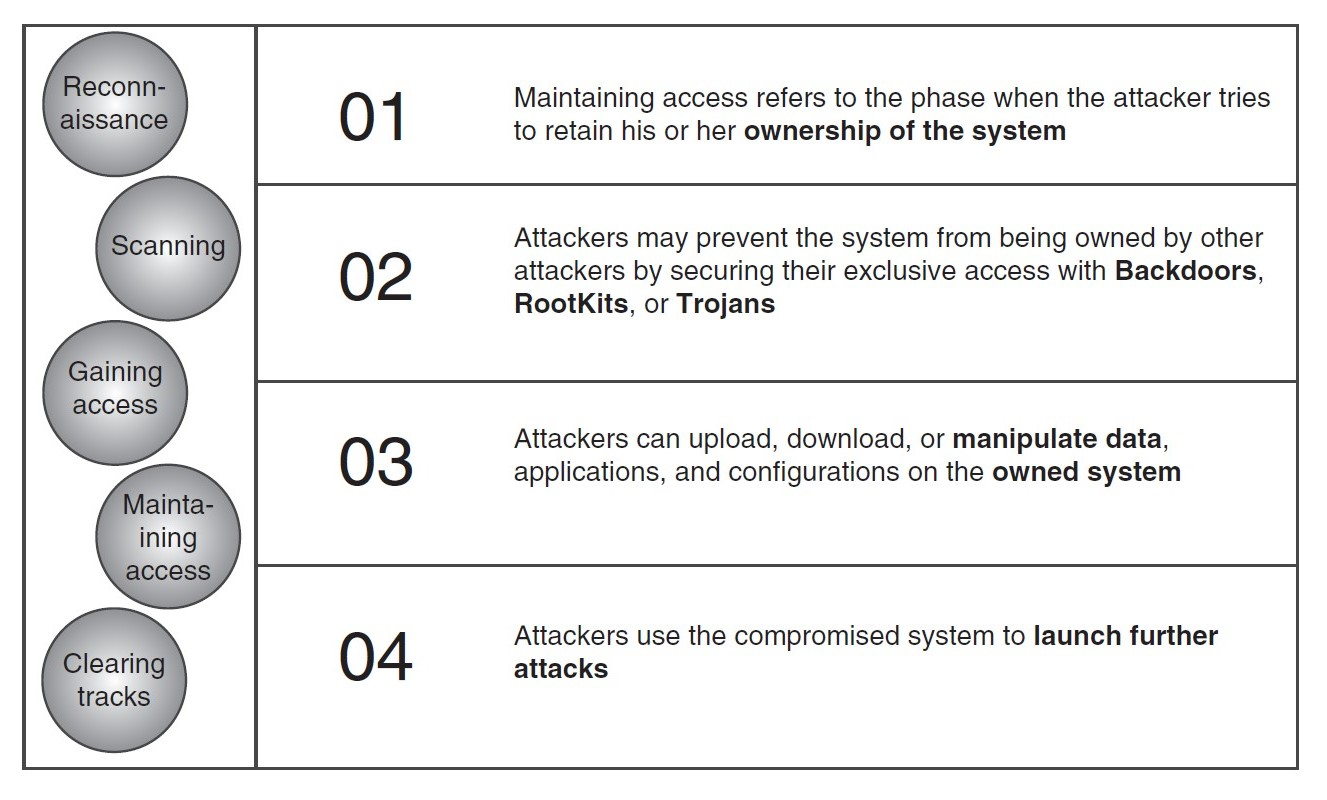 Reconn-
aissance
Scanning
Gaining
access
Mainta-
ining
access
Clearing
tracks
01
Maintaining access refers to the phase when the attacker tries
to retain his or her ownership of the system
02
Attackers may prevent the system from being owned by other
attackers by securing their exclusive access with Backdoors,
RootKits, or Trojans
03
Attackers can upload, download, or manipulate data,
applications, and configurations on the owned system
04
Attackers use the compromised system to launch further
attacks